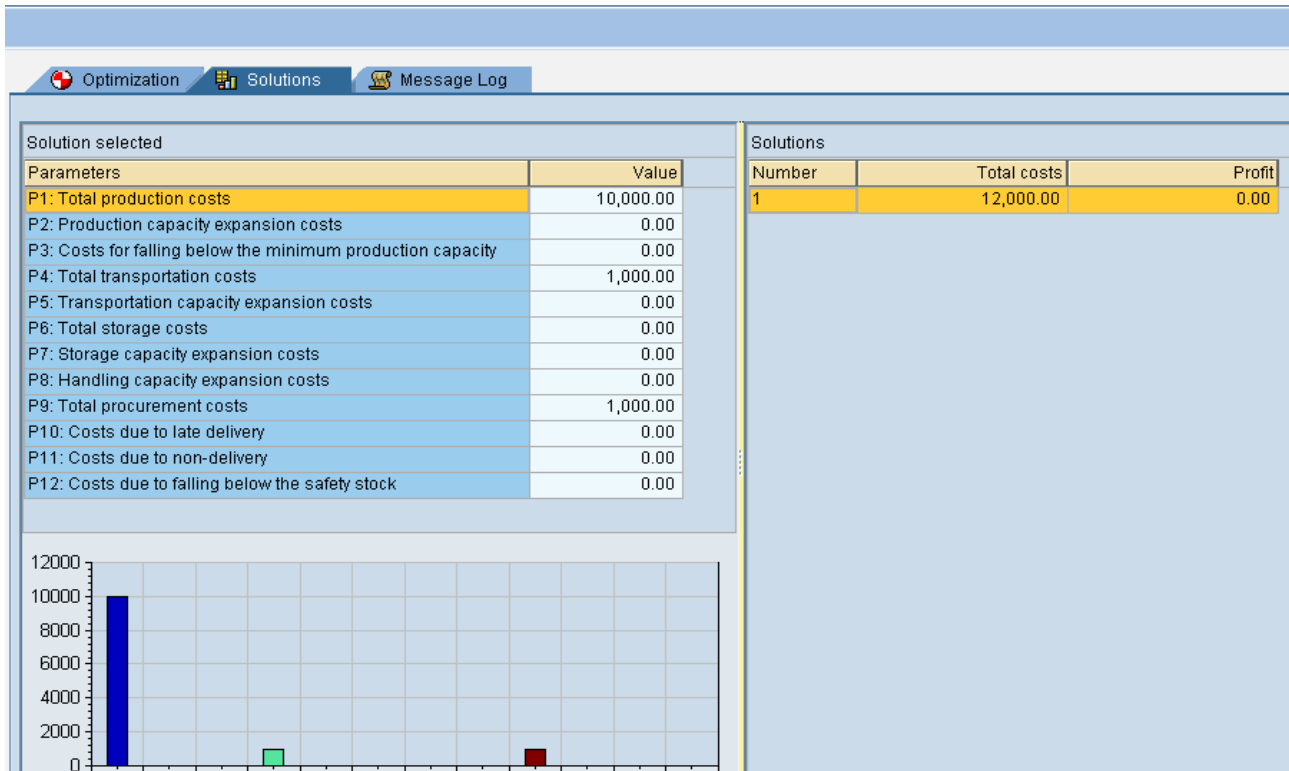 Optimization Solutions Message Log
Solution selected
Parameters Value
P1: Total production costs 10,000.00
P2: Production capacity expansion costs 0.00
P3: Costs for falling below the minimum production capacity 0.00
P4: Total transportation costs 1,000.00
P5: Transportation capacity expansion costs 0.00
P6: Total storage costs 0.00
P7: Storage capacity expansion costs 0.00
P8: Handling capacity expansion costs 0.00
P9: Total procurement costs 1,000.00
P10: Costs due to late delivery 0.00
P11: Costs due to non-delivery 0.00
P12: Costs due to falling below the safety stock 0.00
12000
10000
8000
6000
4000
2000
0
Solutions
Number Total costs Profit
1 12,000.00 0.00